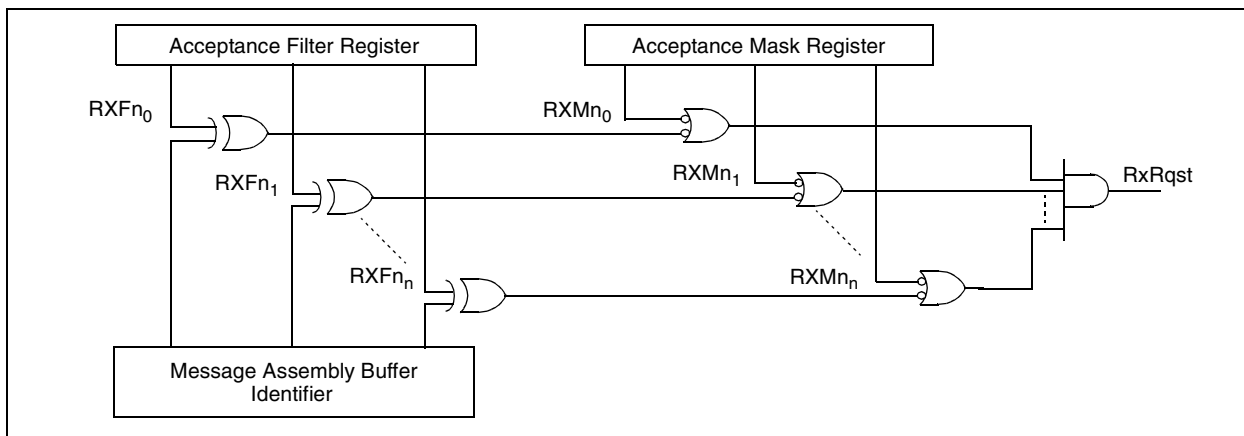 Acceptance Filter Register
Acceptance Mask Register
RXFn0
RXMn0
RXFn1
RXMn1
RxRqst
RXFnn
RXMnn
Message Assembly Buffer
Identifier